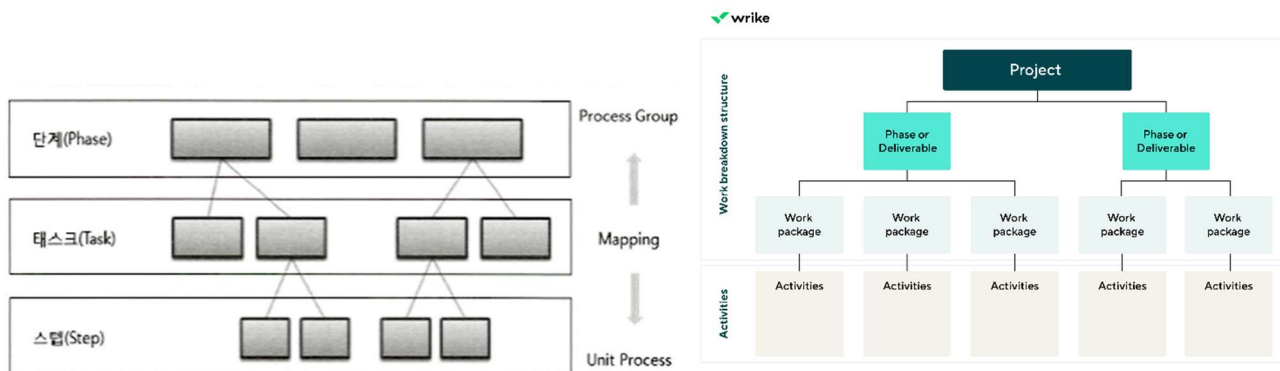 단계(Phase)
태스크(Task)
스텝(Step)
Process Group
Mapping
Unit Process
wrike
Work breakdown structure
Project
Phase or
Deliverable
Phase or
Deliverable
Work
package
Work
package
Work
package
Work
package
Work
package
Activities
Activities
Activities
Activities
Activities
Activities